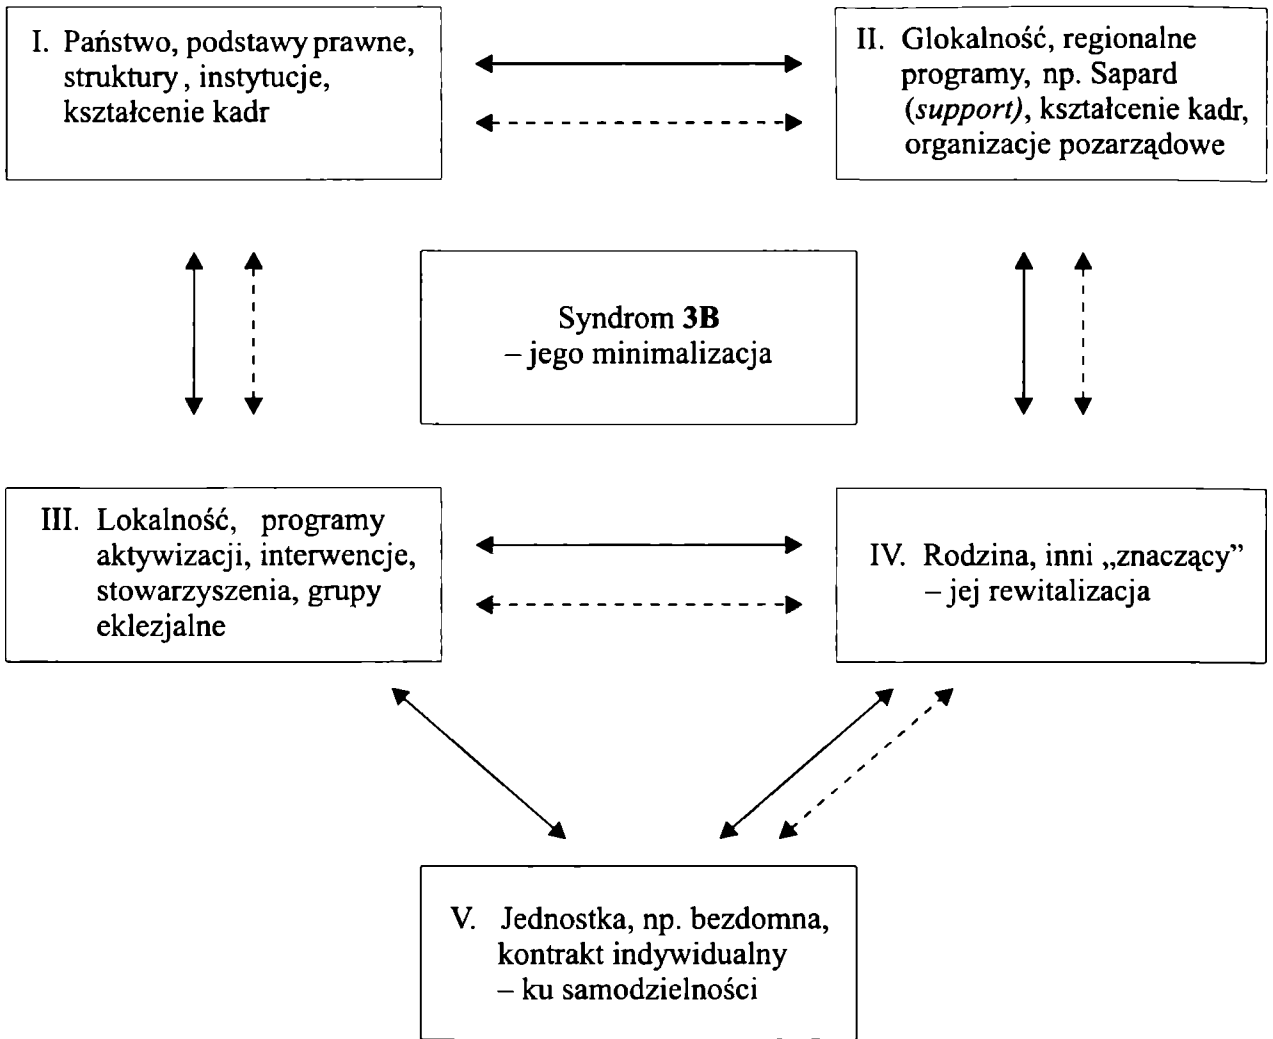 I. Państwo, podstawy prawne,
struktury, instytucje,
kształcenie kadr
II. Glokalność, regionalne
programy, np. Sapard
(support), kształcenie kadr,
organizacje pozarządowe
Syndrom 3B
– jego minimalizacja
III. Lokalność, programy
aktywizacji, interwencje,
stowarzyszenia, grupy
eklezjalne
IV. Rodzina, inni „znaczący”
– jej rewitalizacja
V. Jednostka, np. bezdomna,
kontrakt indywidualny
– ku samodzielności